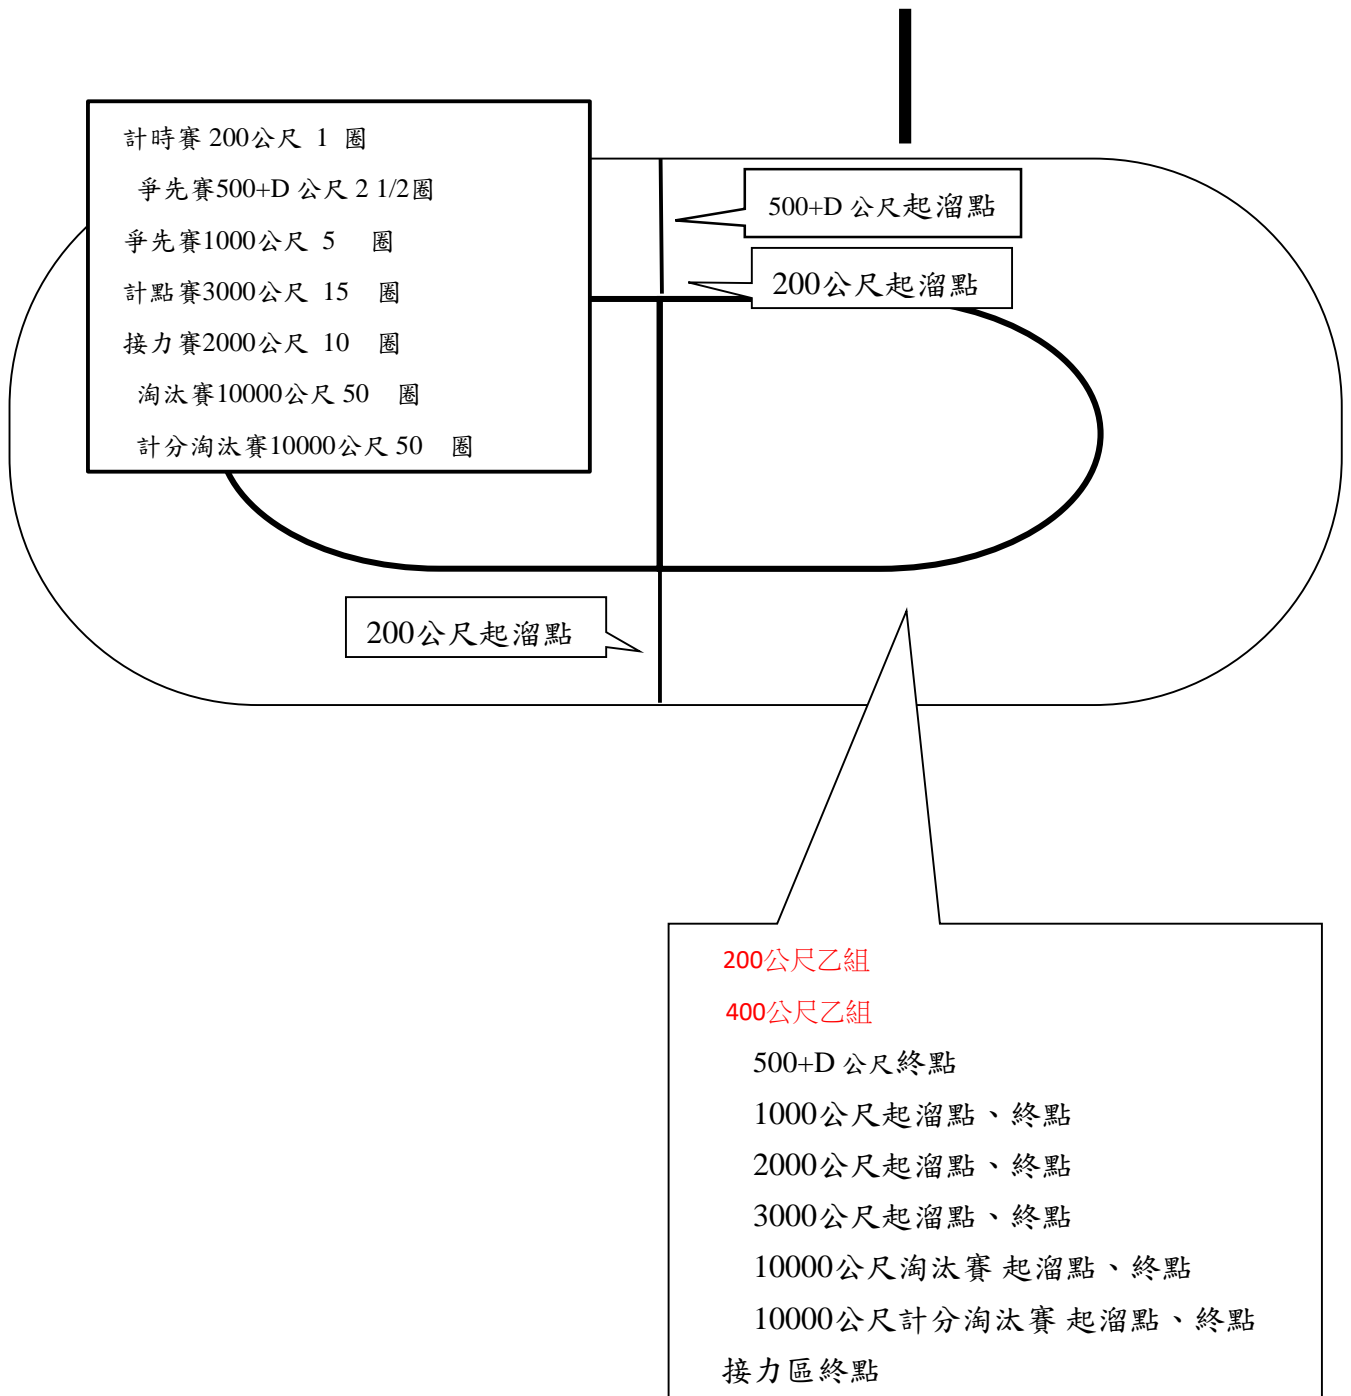 計時賽 200公尺 1 圈
爭先賽500+D 公尺 2 1/2圈
爭先賽1000公尺 5 圈
計點賽3000公尺 15 圈
接力賽2000公尺 10 圈
淘汰賽10000公尺 50 圈
計分淘汰賽10000公尺 50 圈
500+D 公尺起溜點
200公尺起溜點
200公尺起溜點
200公尺乙組
400公尺乙組
500+D 公尺終點
1000公尺起溜點、終點
2000公尺起溜點、終點
3000公尺起溜點、終點
10000公尺淘汰賽 起溜點、終點
10000公尺計分淘汰賽 起溜點、終點
接力區終點